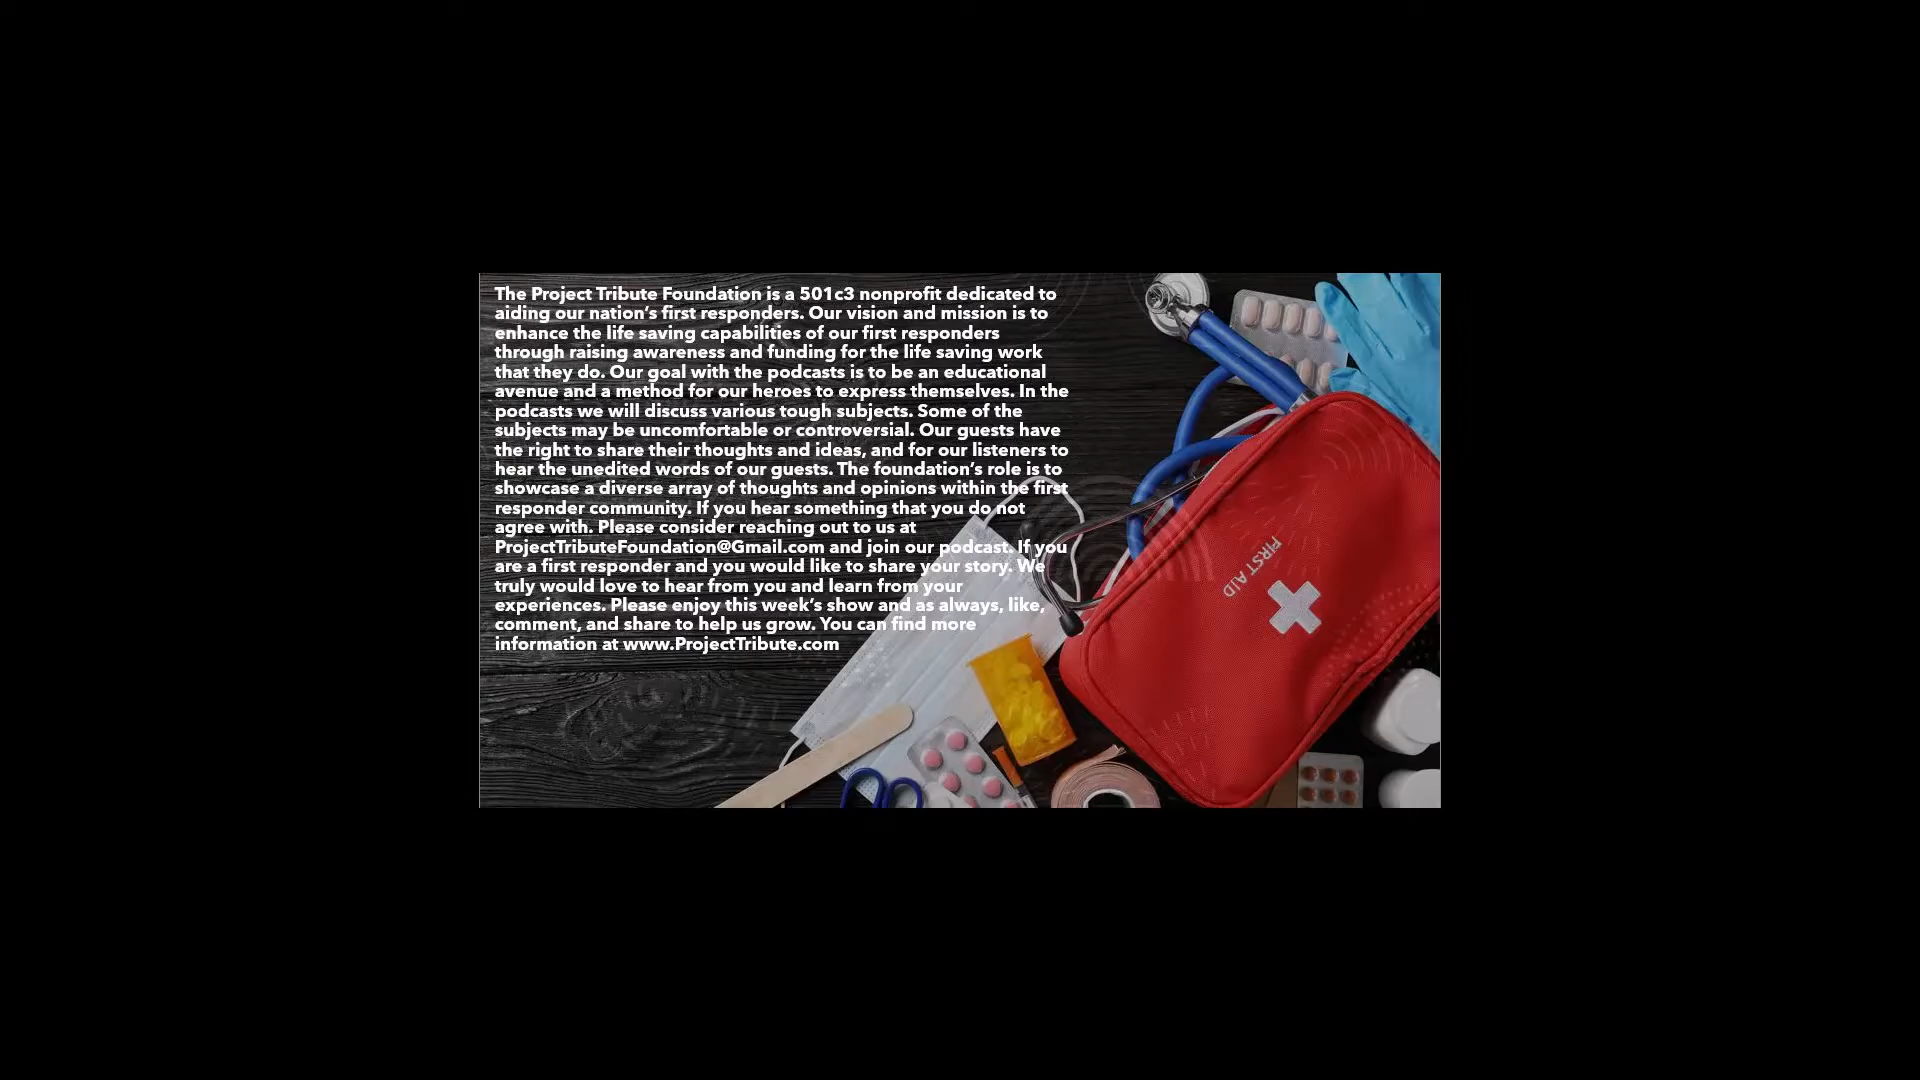 The Project Tribute Foundation is a 501c3 nonprofit dedicated to
aiding our nation's first responders. Our vision and mission is to
enhance the life saving capabilities of our first responders
through raising awareness and funding for the life saving work
that they do. Our goal with the podcasts is to be an educational
avenue and a method for our heroes to express themselves. In the
podcasts we will discuss various tough subjects. Some of the
subjects may be uncomfortable or controversial. Our guests have
the right to share their thoughts and ideas, and for our listeners to
hear the unedited words of our guests. The foundation's role is to
showcase a diverse array of thoughts and opinions within the first
responder community. If you hear something that you do not
agree with. Please consider reaching out to us at
ProjectTributeFoundation@Gmail.com and join our podcast. If you
are a first responder and you would like to share your story. We
truly would love to hear from you and learn from your
experiences. Please enjoy this week's show and as always, like,
comment, and share to help us grow. You can find more
information at www.ProjectTribute.com
FIRST AID